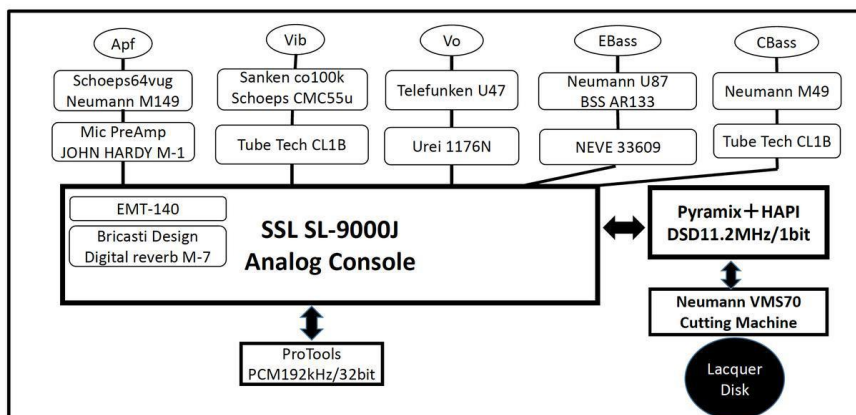 Apf
Vib
Vo
EBass
CBass
Schoeps64vug
Neumann M149
Sanken co100k
Schoeps CMC55u
Telefunken U47
Neumann U87
BSS AR133
Neumann M49
Mic PreAmp
JOHN HARDY M-1
Tube Tech CL1B
Urei 1176N
NEVE 33609
Tube Tech CL1B
EMT-140
Bricasti Design
Digital reverb M-7
SSL SL-9000J
Analog Console
Pyramix+HAPI
DSD11.2MHz/1bit
Neumann VMS70
Cutting Machine
ProTools
PCM192kHz/32bit
Lacquer
Disk